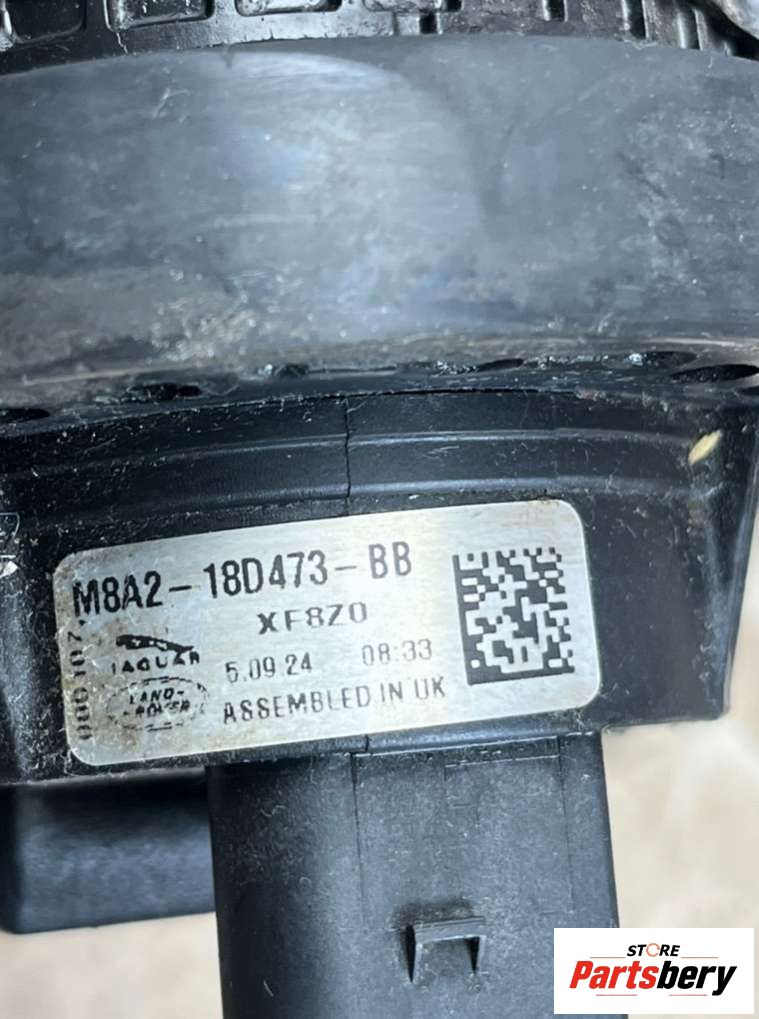 M8A2-18D473-BB
XF8Z0
JAGUAR
5.09.24 08:33
LAND-
ROVER
ASSEMBLED IN UK
STORE
Partsbery